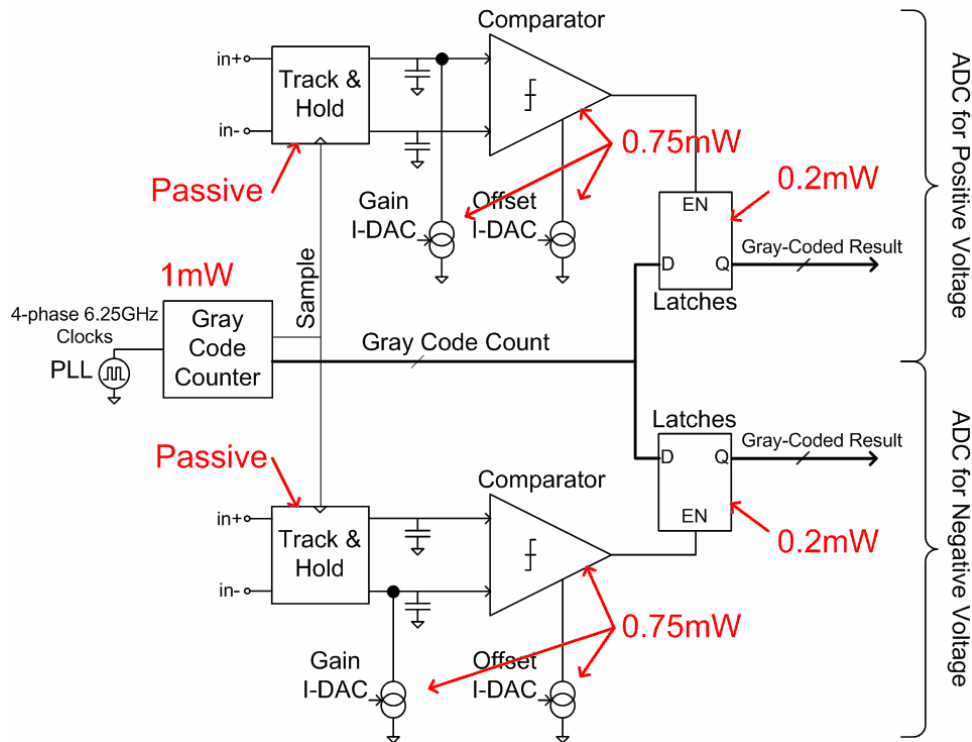 Comparator
in+
Track &
Hold
in-
0.75mW
Passive
Gain
I-DAC
Offset
I-DAC
0.2mW
EN
D
Q
Gray-Coded Result
Latches
ADC for Positive Voltage
1mW
Sample
4-phase 6.25GHz
Clocks
PLL
Gray
Code
Counter
Gray Code Count
Latches
D
Q
Gray-Coded Result
EN
0.2mW
Passive
Comparator
in+
Track &
Hold
in-
0.75mW
Gain
I-DAC
Offset
I-DAC
ADC for Negative Voltage